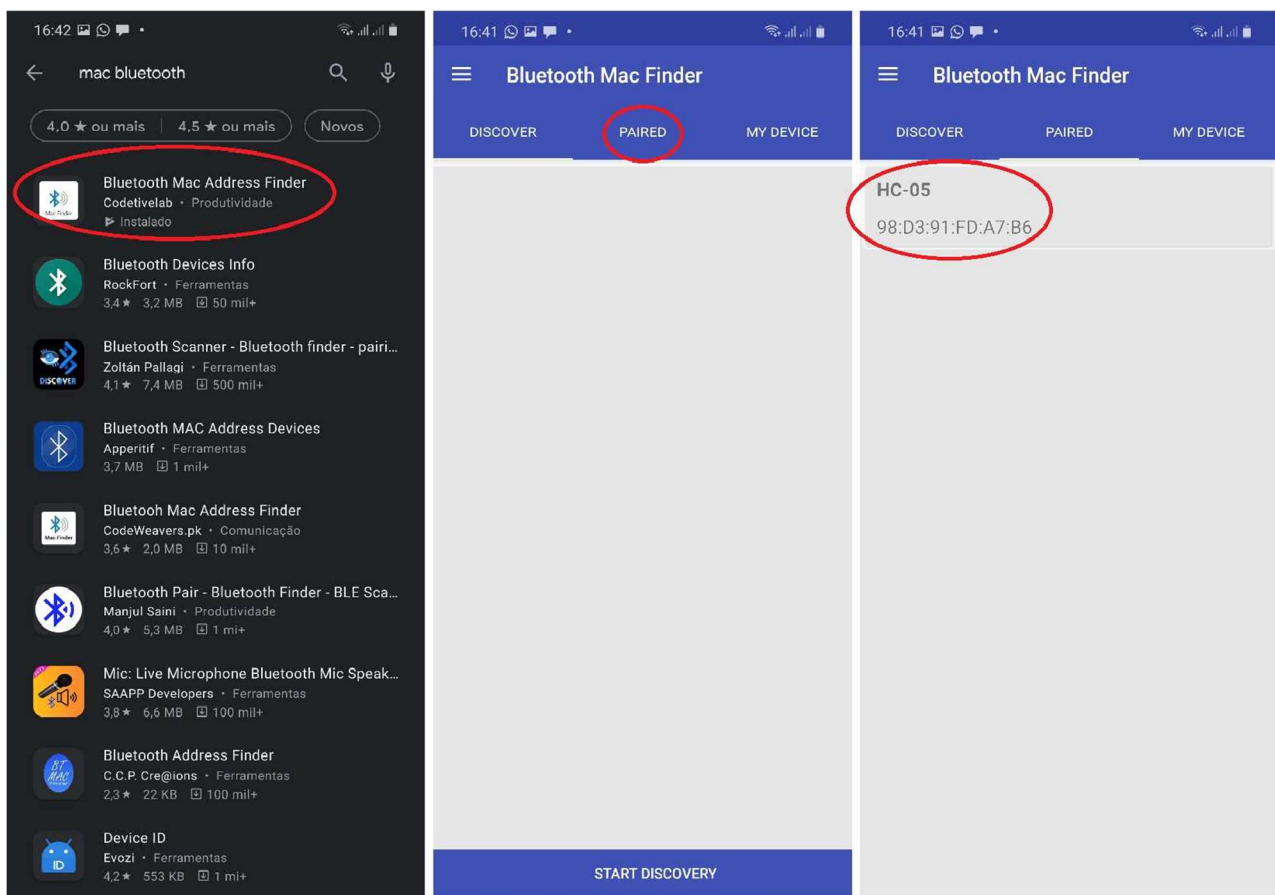 16:42
mac bluetooth
4,0 ★ ou mais | 4,5 ★ ou mais
Novos
Mac Finder
Bluetooth Mac Address Finder
Codetivelab • Produtividade
Instalado
Bluetooth Devices Info
RockFort • Ferramentas
3,4★ 3,2 MB 50 mil+
DISCOVER
Bluetooth Scanner - Bluetooth finder - pairi...
Zoltán Pallagi • Ferramentas
4,1★ 7,4 MB 500 mil+
Bluetooth MAC Address Devices
Apperitif • Ferramentas
3,7 MB 1 mil+
Mac Finder
Bluetooh Mac Address Finder
CodeWeavers.pk • Comunicação
3,6★ 2,0 MB 10 mil+
Bluetooth Pair - Bluetooth Finder - BLE Sca...
Manjul Saini • Produtividade
4,0★ 5,3 MB 1 mi+
Mic: Live Microphone Bluetooth Mic Speak...
SAAPP Developers • Ferramentas
3,8★ 6,6 MB 100 mil+
BT
MAC
Bluetooth Address Finder
C.C.P. Cre@ions • Ferramentas
2,3★ 22 KB 100 mil+
ID
Device ID
Evozi • Ferramentas
4,2★ 553 KB 1 mi+
16:41
Bluetooth Mac Finder
DISCOVER PAIRED MY DEVICE
START DISCOVERY
16:41
Bluetooth Mac Finder
DISCOVER PAIRED MY DEVICE
HC-05
98:D3:91:FD:A7:B6